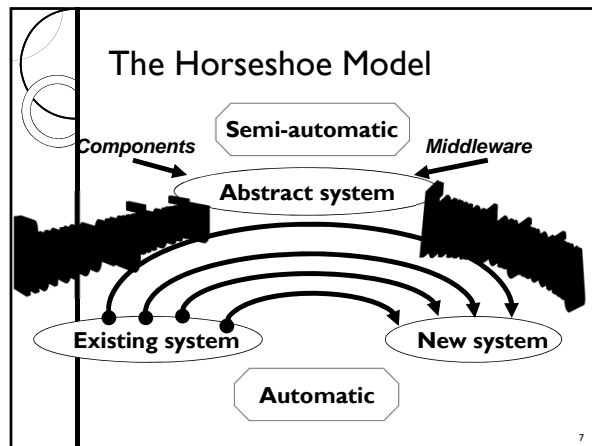 The Horseshoe Model
Semi-automatic
Components
Middleware
Abstract system
Existing system
New system
Automatic
7